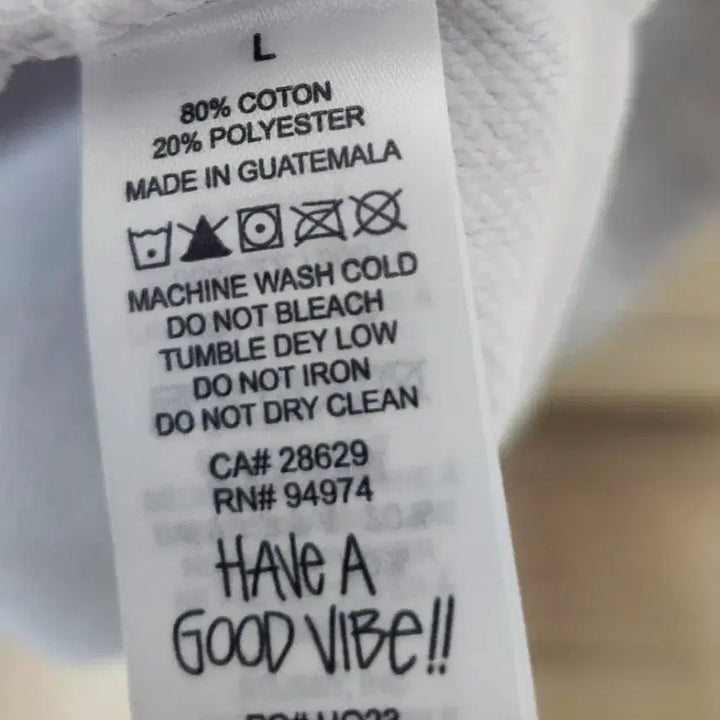 L
80% COTON
20% POLYESTER
MADE IN GUATEMALA
MACHINE WASH COLD
DO NOT BLEACH
TUMBLE DEY LOW
DO NOT IRON
DO NOT DRY CLEAN
CA# 28629
RN# 94974
HAVE A
GOOD VIBE!!